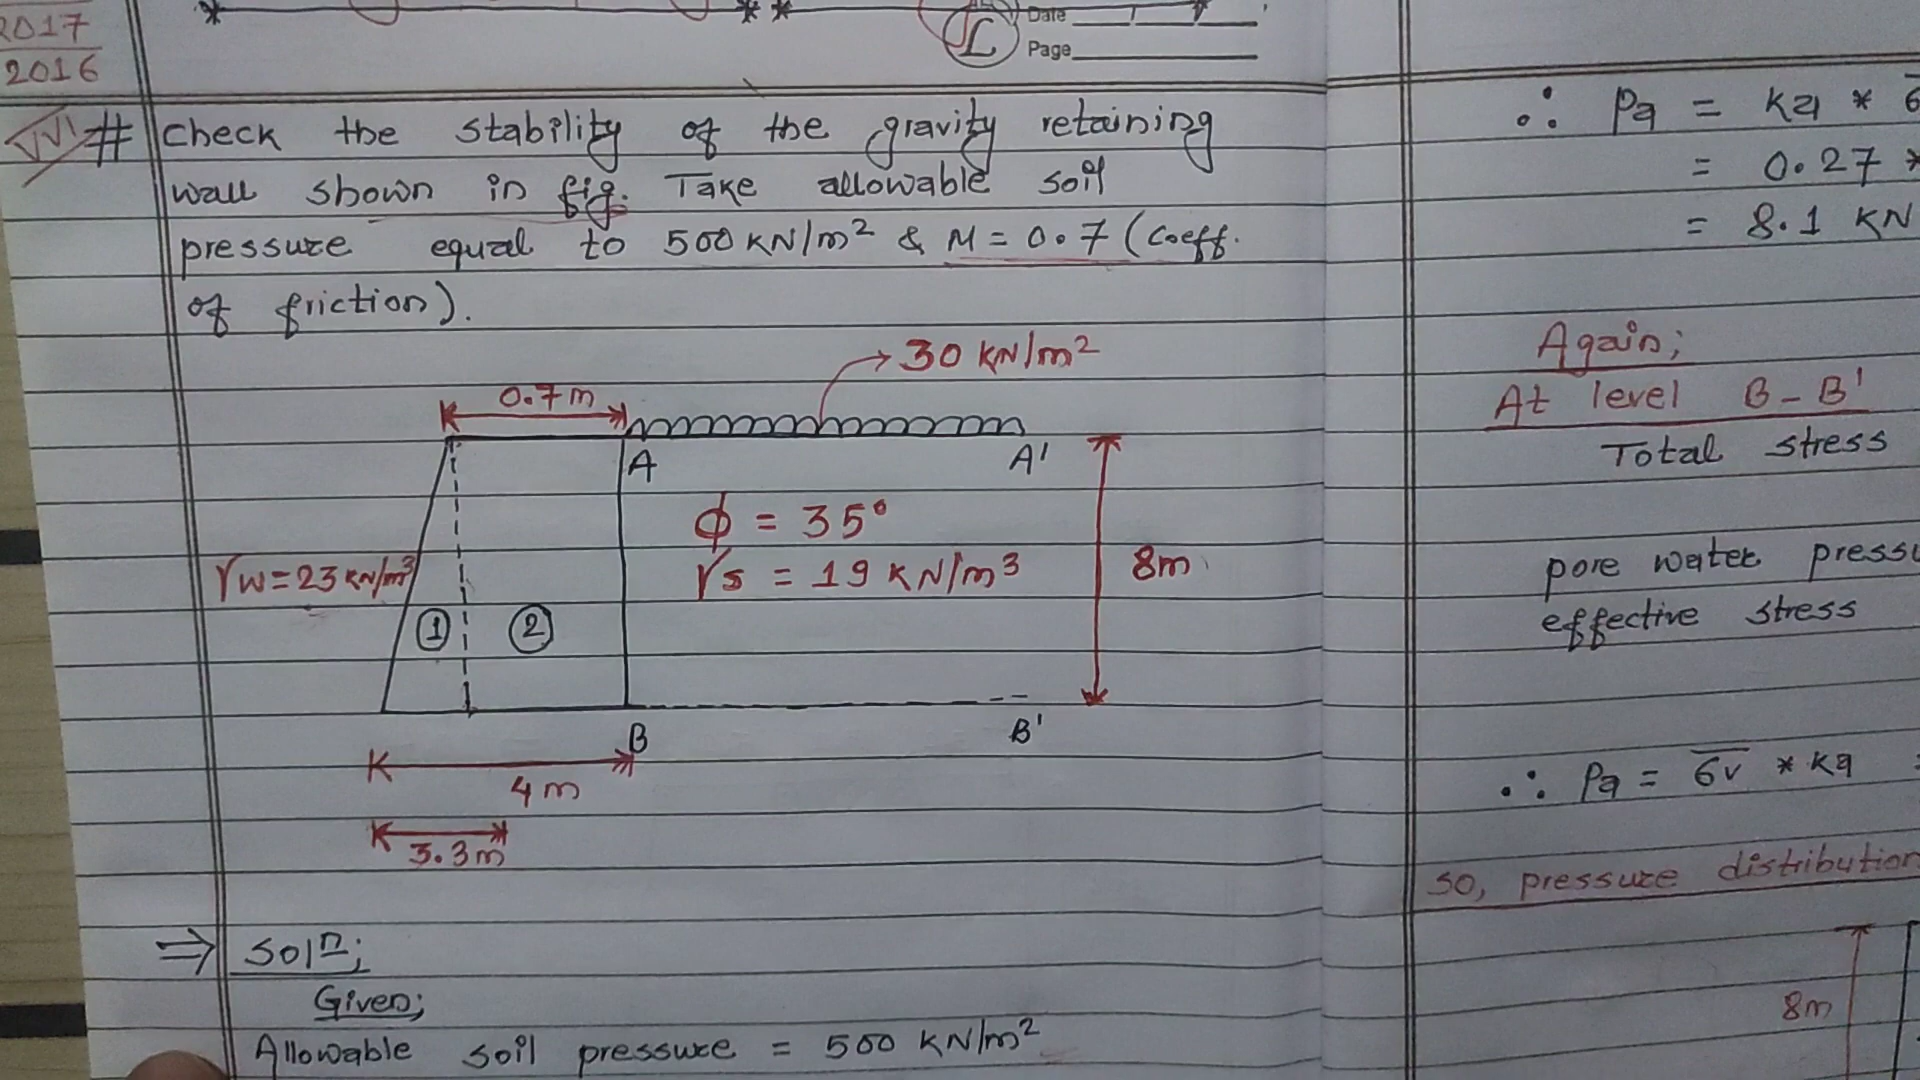 2017
2016
Date
Page
# Check the stability of the gravity retaining
wall shown in fig. Take allowable soil
pressure equal to 500 KN/m² & M = 0.7 (Coeff.
of friction).
30 KN/m²
0.7 m
A
A'
ϕ = 35°
γw = 23 KN/m³
γs = 19 KN/m³
8m
1
2
B
B'
4 m
3.3 m
⇒ Solⁿ;
Given;
Allowable soil pressure = 500 KN/m²
∴ Pa = ka *
= 0.27 *
= 8.1 KN
Again;
At level B - B'
Total stress
pore water
effective stress
∴ Pa = σv * ka
So, pressure distribution
8m